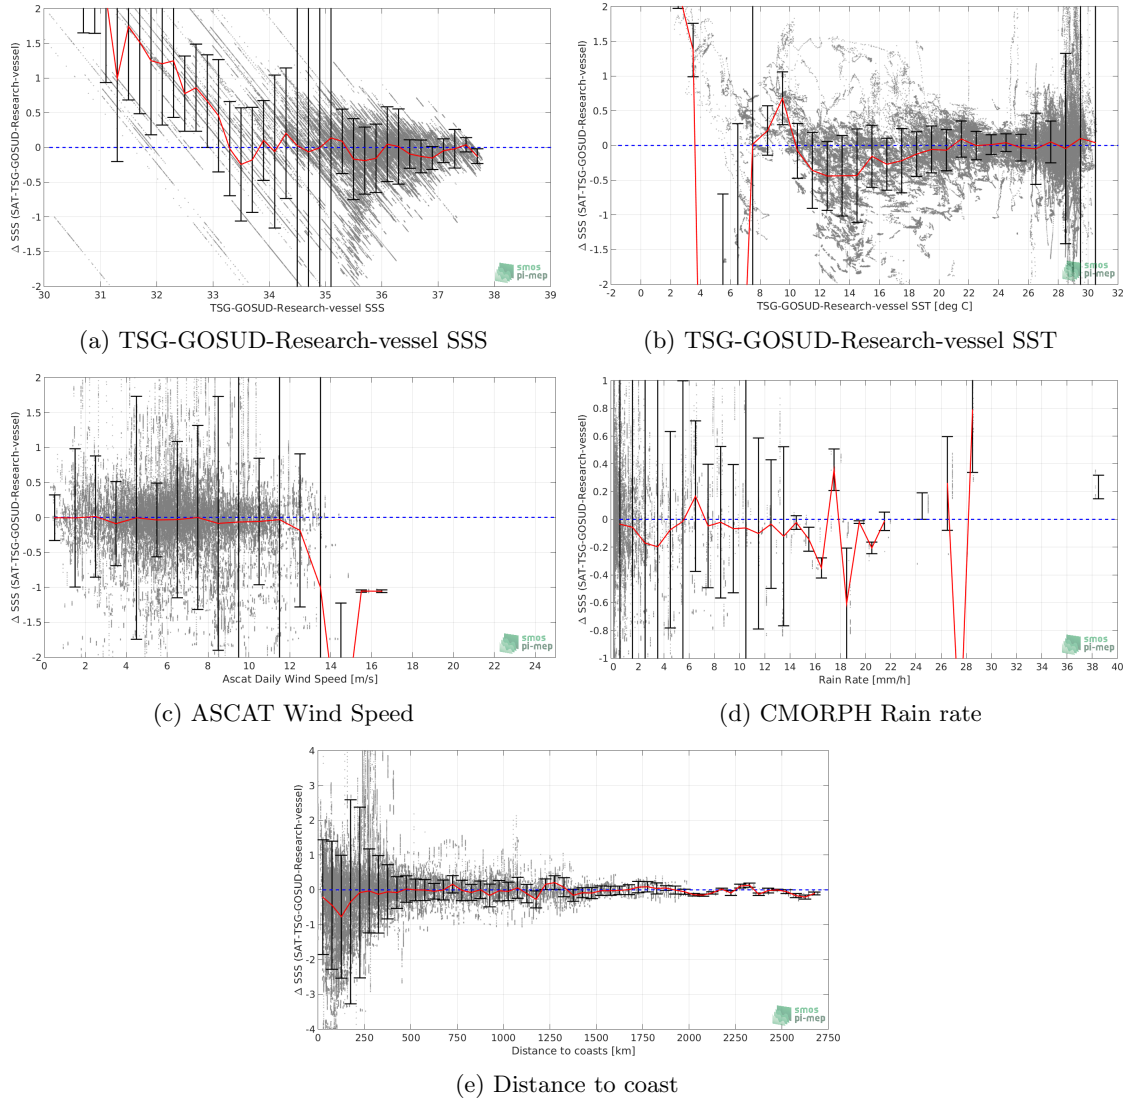 Δ SSS (SAT-TSG-GOSUD-Research-vessel)
2
1.5
1
0.5
0
-0.5
-1
-1.5
-2
30 31 32 33 34 35 36 37 38 39
TSG-GOSUD-Research-vessel SSS
smos
pi-mep
(a) TSG-GOSUD-Research-vessel SSS
Δ SSS (SAT-TSG-GOSUD-Research-vessel)
2
1.5
1
0.5
0
-0.5
-1
-1.5
-2
-2 0 2 4 6 8 10 12 14 16 18 20 22 24 26 28 30 32
TSG-GOSUD-Research-vessel SST [deg C]
smos
pi-mep
(b) TSG-GOSUD-Research-vessel SST
Δ SSS (SAT-TSG-GOSUD-Research-vessel)
2
1.5
1
0.5
0
-0.5
-1
-1.5
-2
0 2 4 6 8 10 12 14 16 18 20 22 24
Ascat Daily Wind Speed [m/s]
smos
pi-mep
(c) ASCAT Wind Speed
Δ SSS (SAT-TSG-GOSUD-Research-vessel)
1
0.8
0.6
0.4
0.2
0
-0.2
-0.4
-0.6
-0.8
-1
0 2 4 6 8 10 12 14 16 18 20 22 24 26 28 30 32 34 36 38 40
Rain Rate [mm/h]
smos
pi-mep
(d) CMORPH Rain rate
Δ SSS (SAT-TSG-GOSUD-Research-vessel)
4
3
2
1
0
-1
-2
-3
-4
0 250 500 750 1000 1250 1500 1750 2000 2250 2500 2750
Distance to coasts [km]
smos
pi-mep
(e) Distance to coast